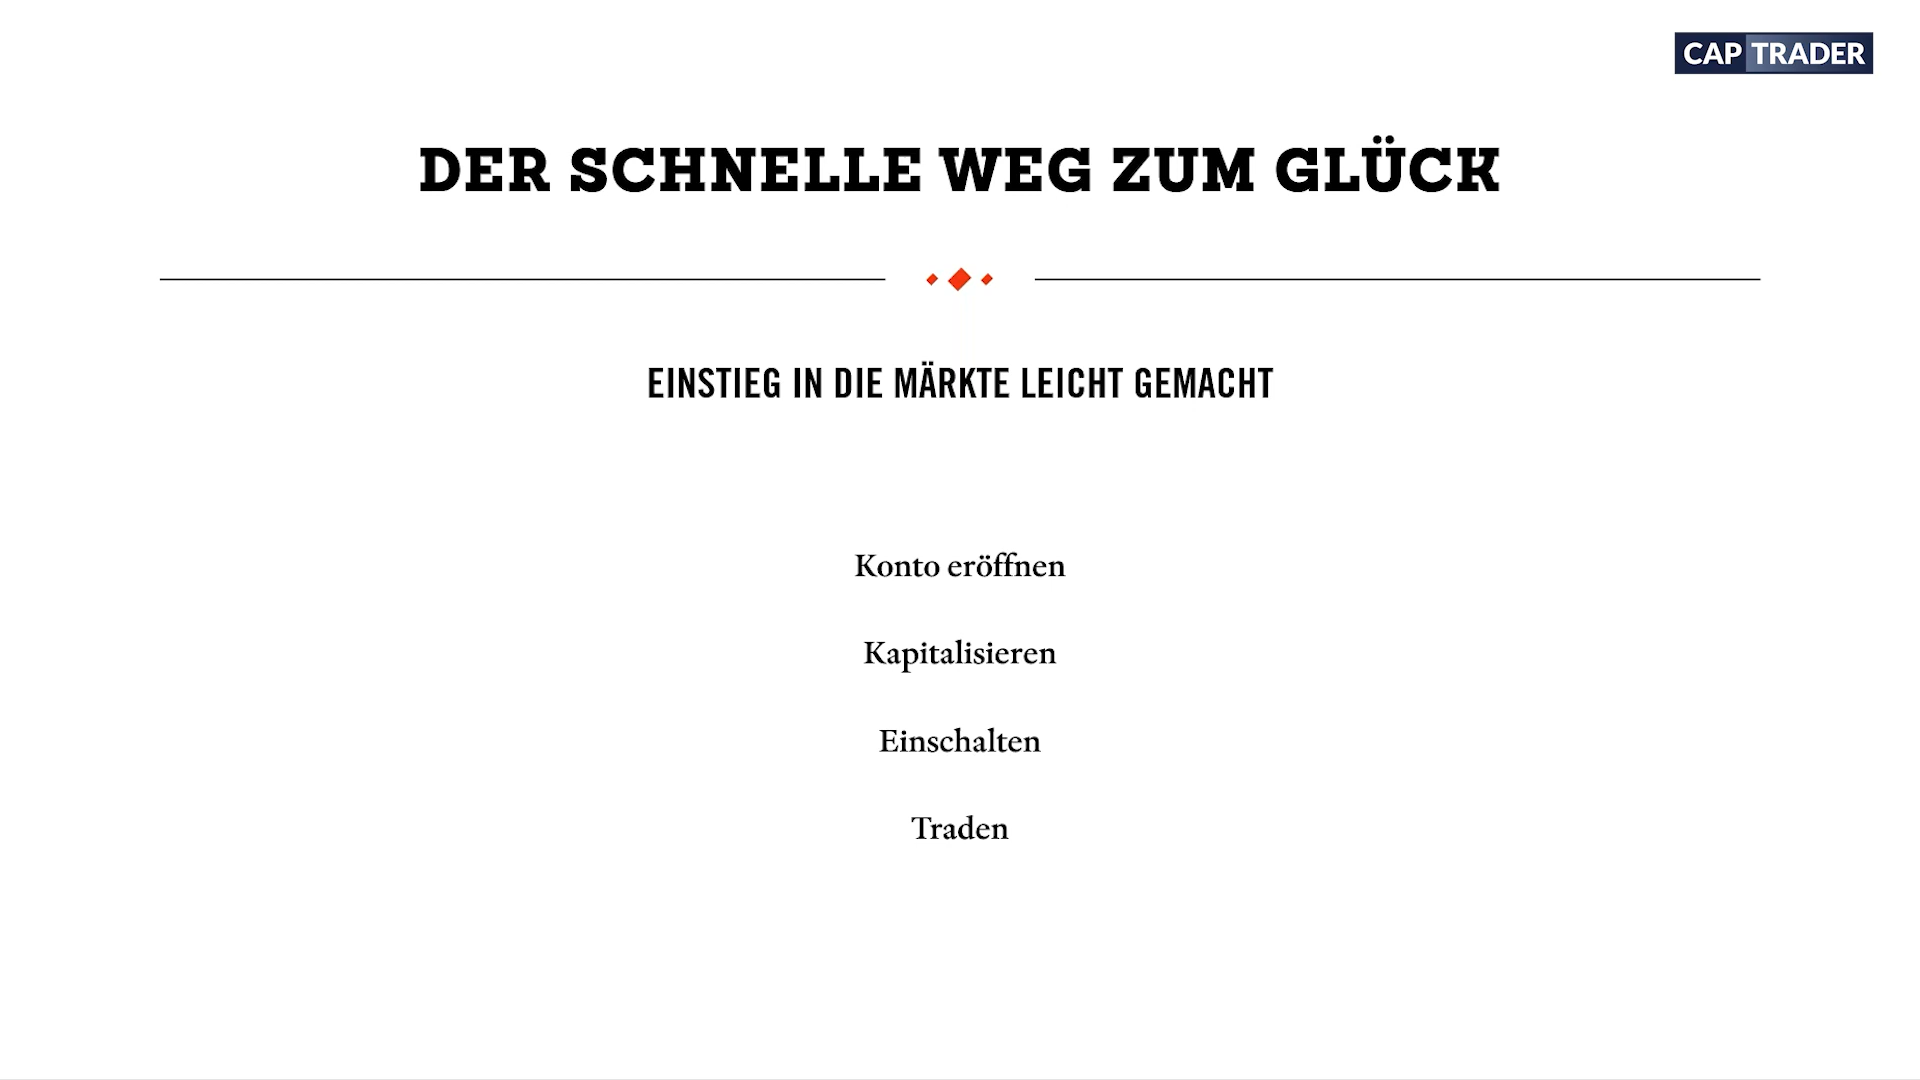 CAP TRADER
DER SCHNELLE WEG ZUM GLÜCK
EINSTIEG IN DIE MÄRKTE LEICHT GEMACHT
Konto eröffnen
Kapitalisieren
Einschalten
Traden